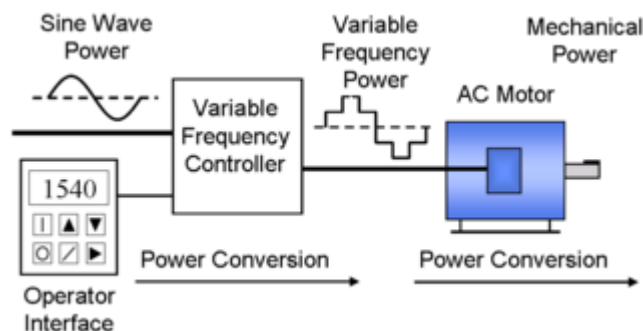 Sine Wave
Power
Variable
Frequency
Power
Mechanical
Power
AC Motor
Variable
Frequency
Controller
1540
Power Conversion
Power Conversion
Operator
Interface